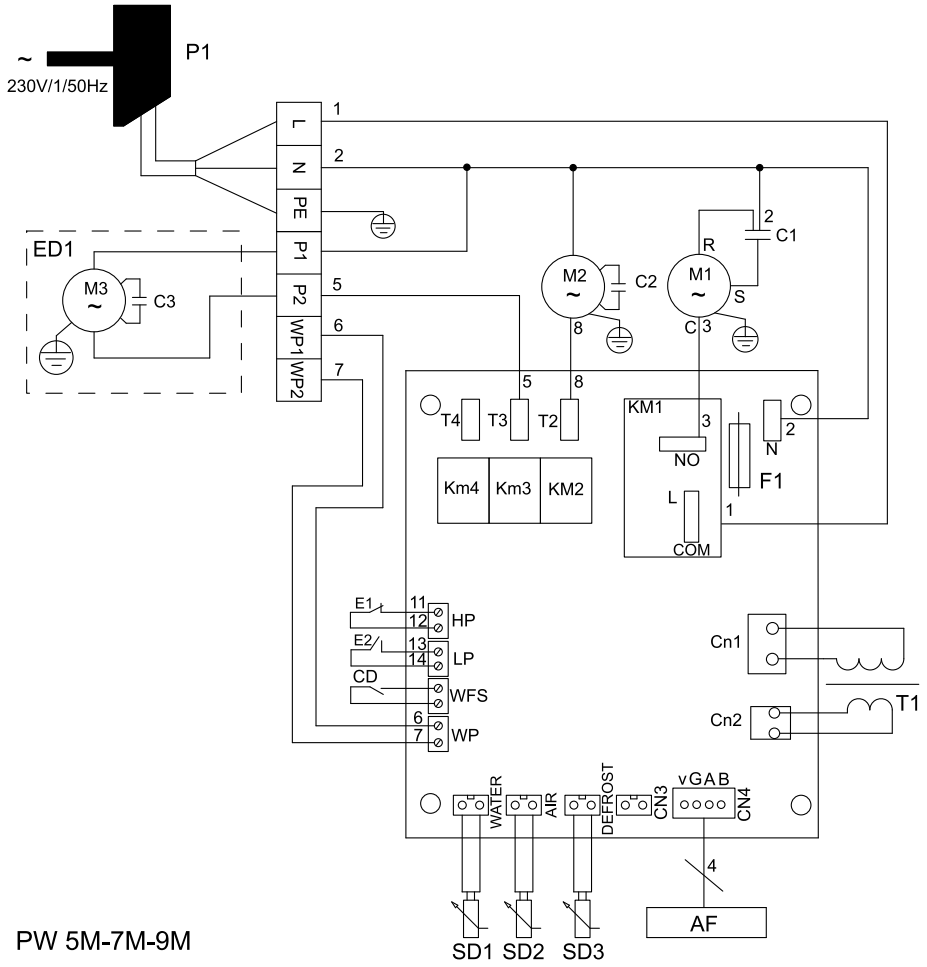 P1
~
230V/1/50Hz
L
1
N
2
PE
P1
P2
5
WP1
6
WP2
7
ED1
M3
~
C3
M2
~
C2
8
R
2
C1
M1
~
S
C
3
5
8
T4
T3
T2
KM1
3
NO
L
COM
1
F1
2
N
Km4
Km3
KM2
E1
11
12
HP
E2
13
14
LP
CD
WFS
6
7
WP
Cn1
Cn2
T1
WATER
AIR
DEFROST
CN3
vGAB
CN4
4
AF
SD1
SD2
SD3
PW 5M-7M-9M